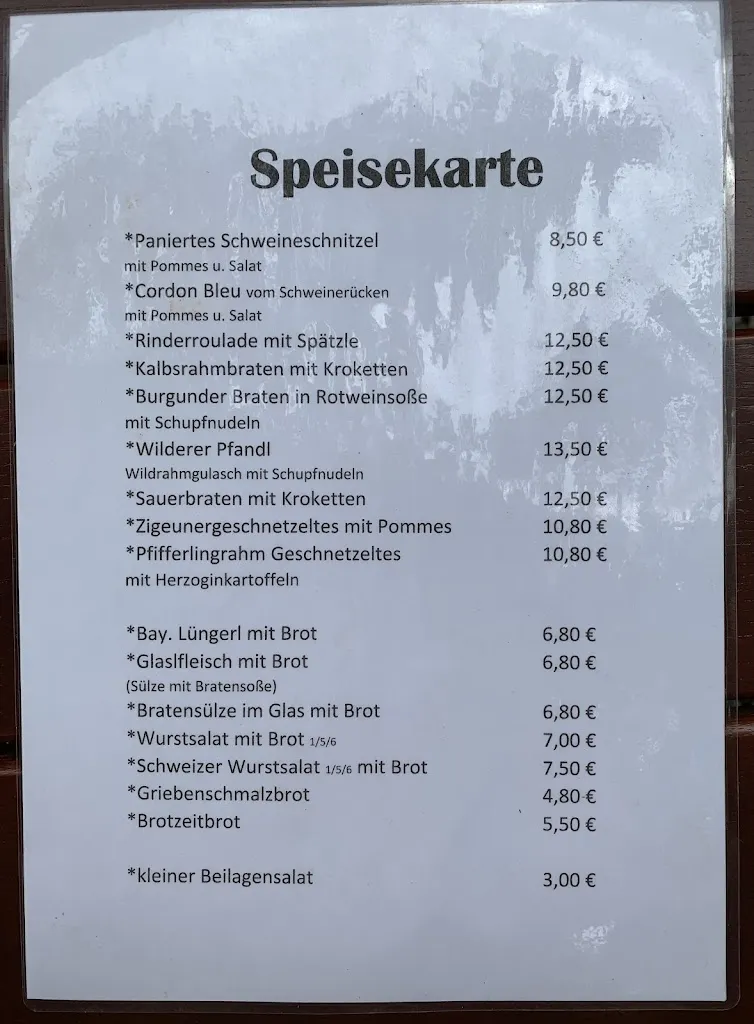 Speisekarte
*Paniertes Schweineschnitzel 8,50 €
mit Pommes u. Salat
*Cordon Bleu vom Schweinerücken 9,80 €
mit Pommes u. Salat
*Rinderroulade mit Spätzle 12,50 €
*Kalbsrahmbraten mit Kroketten 12,50 €
*Burgunder Braten in Rotweinsoße 12,50 €
mit Schupfnudeln
*Wilderer Pfandl 13,50 €
Wildrahmgulasch mit Schupfnudeln
*Sauerbraten mit Kroketten 12,50 €
*Zigeunergeschnetzeltes mit Pommes 10,80 €
*Pfifferlingrahm Geschnetzeltes 10,80 €
mit Herzoginkartoffeln
*Bay. Lüngerl mit Brot 6,80 €
*Glaslfleisch mit Brot 6,80 €
(Sülze mit Bratensoße)
*Bratensülze im Glas mit Brot 6,80 €
*Wurstsalat mit Brot 1/5/6 7,00 €
*Schweizer Wurstsalat 1/5/6 mit Brot 7,50 €
*Griebenschmalzbrot 4,80 €
*Brotzeitbrot 5,50 €
*kleiner Beilagensalat 3,00 €